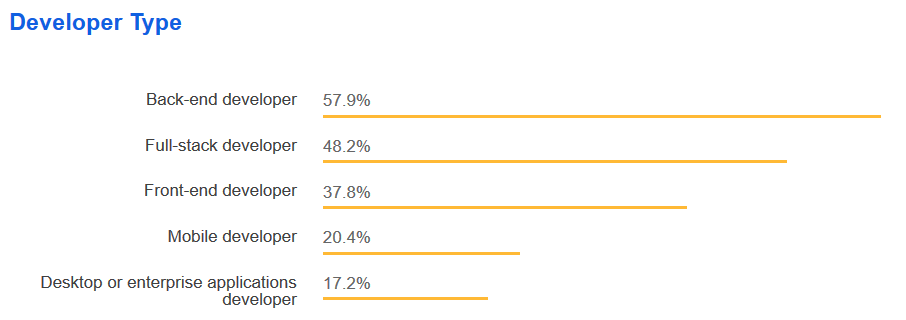 Developer Type
Back-end developer
57.9%
Full-stack developer
48.2%
Front-end developer
37.8%
Mobile developer
20.4%
Desktop or enterprise applications
developer
17.2%